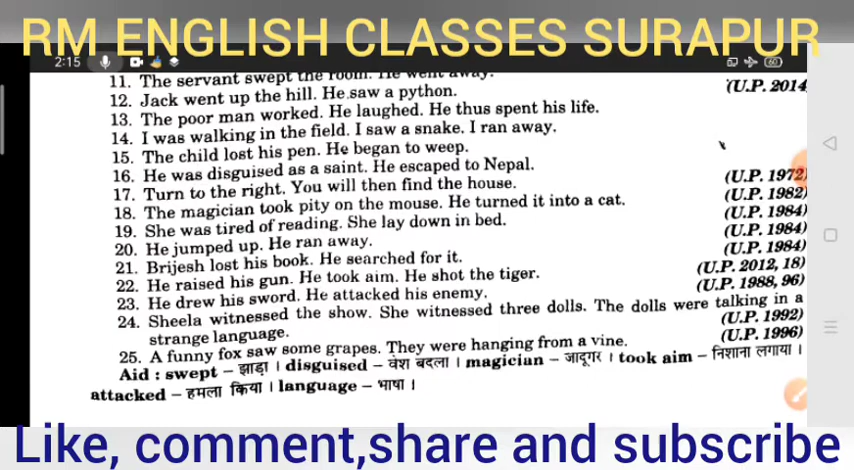 RM ENGLISH CLASSES SURAPUR
2:15
60
11. The servant swept the room. He went away.
12. Jack went up the hill. He saw a python. (U.P. 2014
13. The poor man worked. He laughed. He thus spent his life.
14. I was walking in the field. I saw a snake. I ran away.
15. The child lost his pen. He began to weep.
16. He was disguised as a saint. He escaped to Nepal.
17. Turn to the right. You will then find the house. (U.P. 1972)
18. The magician took pity on the mouse. He turned it into a cat. (U.P. 1982)
19. She was tired of reading. She lay down in bed. (U.P. 1984)
20. He jumped up. He ran away. (U.P. 1984)
21. Brijesh lost his book. He searched for it. (U.P. 1984)
22. He raised his gun. He took aim. He shot the tiger. (U.P. 2012, 18)
23. He drew his sword. He attacked his enemy. (U.P. 1988, 96)
24. Sheela witnessed the show. She witnessed three dolls. The dolls were talking in a
strange language. (U.P. 1992)
25. A funny fox saw some grapes. They were hanging from a vine. (U.P. 1996)
Aid : swept – झाड़ा । disguised – वेश बदला । magician – जादूगर । took aim – निशाना लगाया ।
attacked – हमला किया । language – भाषा ।
Like, comment,share and subscribe